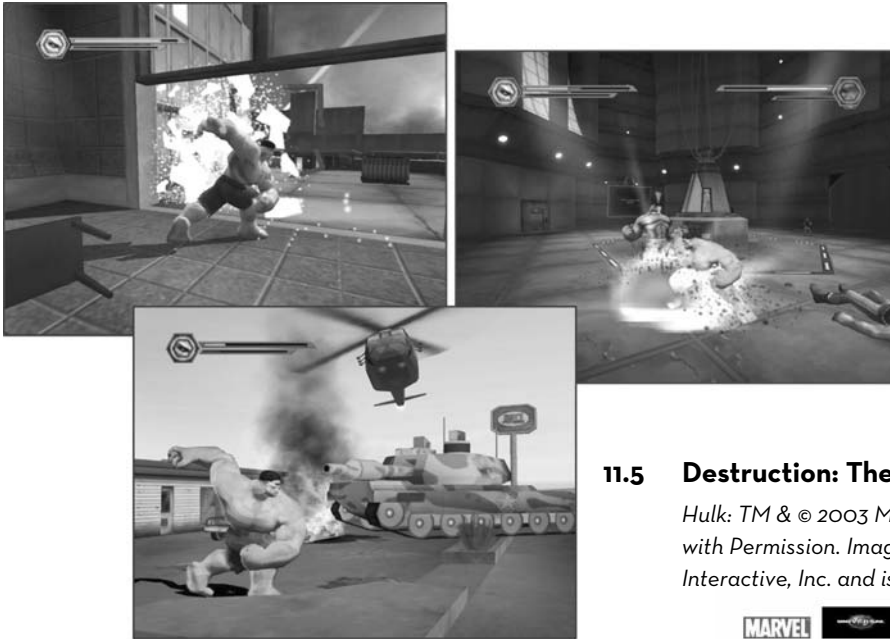 11.5 Destruction: The
Hulk: TM & © 2003 M
with Permission. Imag
Interactive, Inc. and is
MARVEL